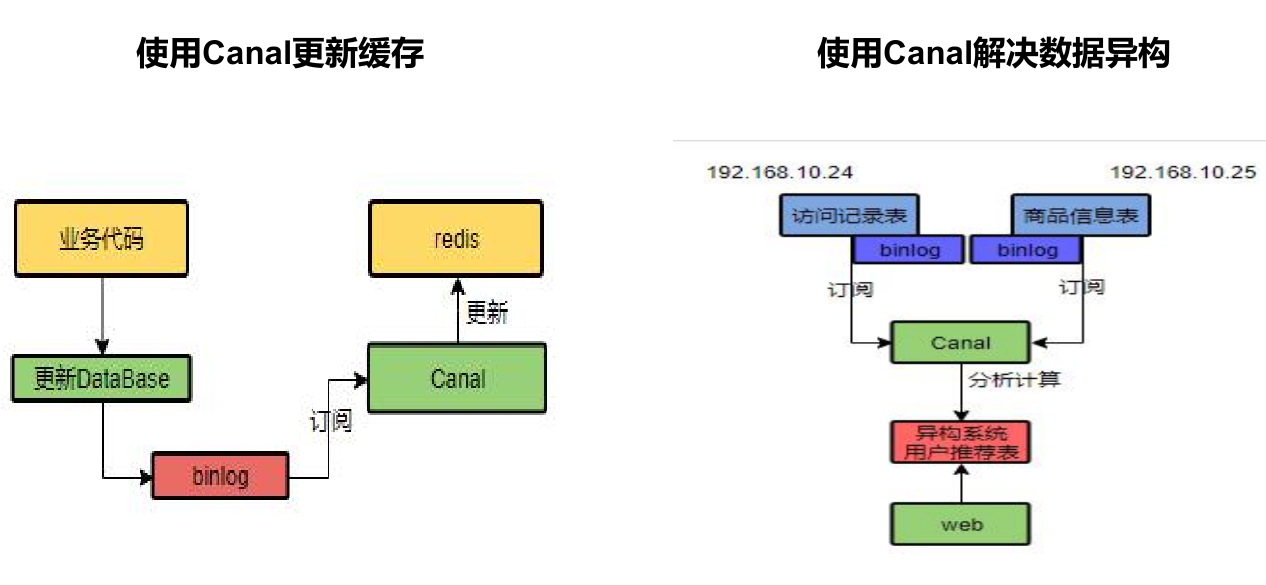 使用Canal更新缓存
业务代码
redis
更新
更新DataBase
Canal
订阅
binlog
使用Canal解决数据异构
192.168.10.24
192.168.10.25
访问记录表
商品信息表
binlog
binlog
订阅
订阅
Canal
分析计算
异构系统
用户推荐表
web